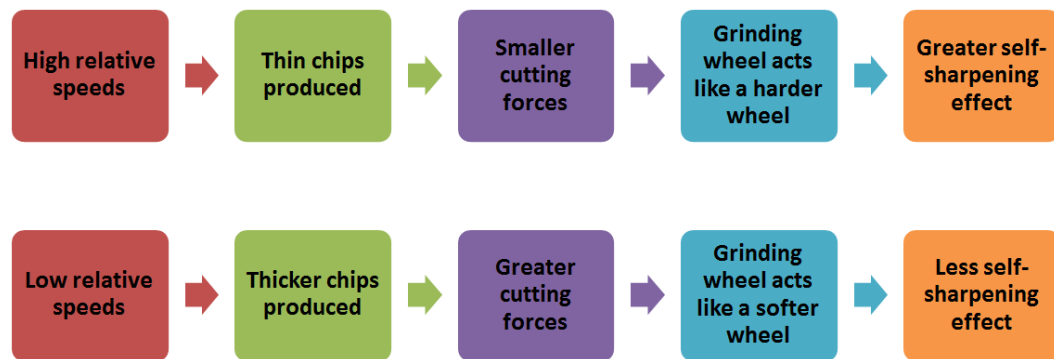 High relative
speeds
Thin chips
produced
Smaller
cutting
forces
Grinding
wheel acts
like a harder
wheel
Greater self-
sharpening
effect
Low relative
speeds
Thicker chips
produced
Greater
cutting
forces
Grinding
wheel acts
like a softer
wheel
Less self-
sharpening
effect